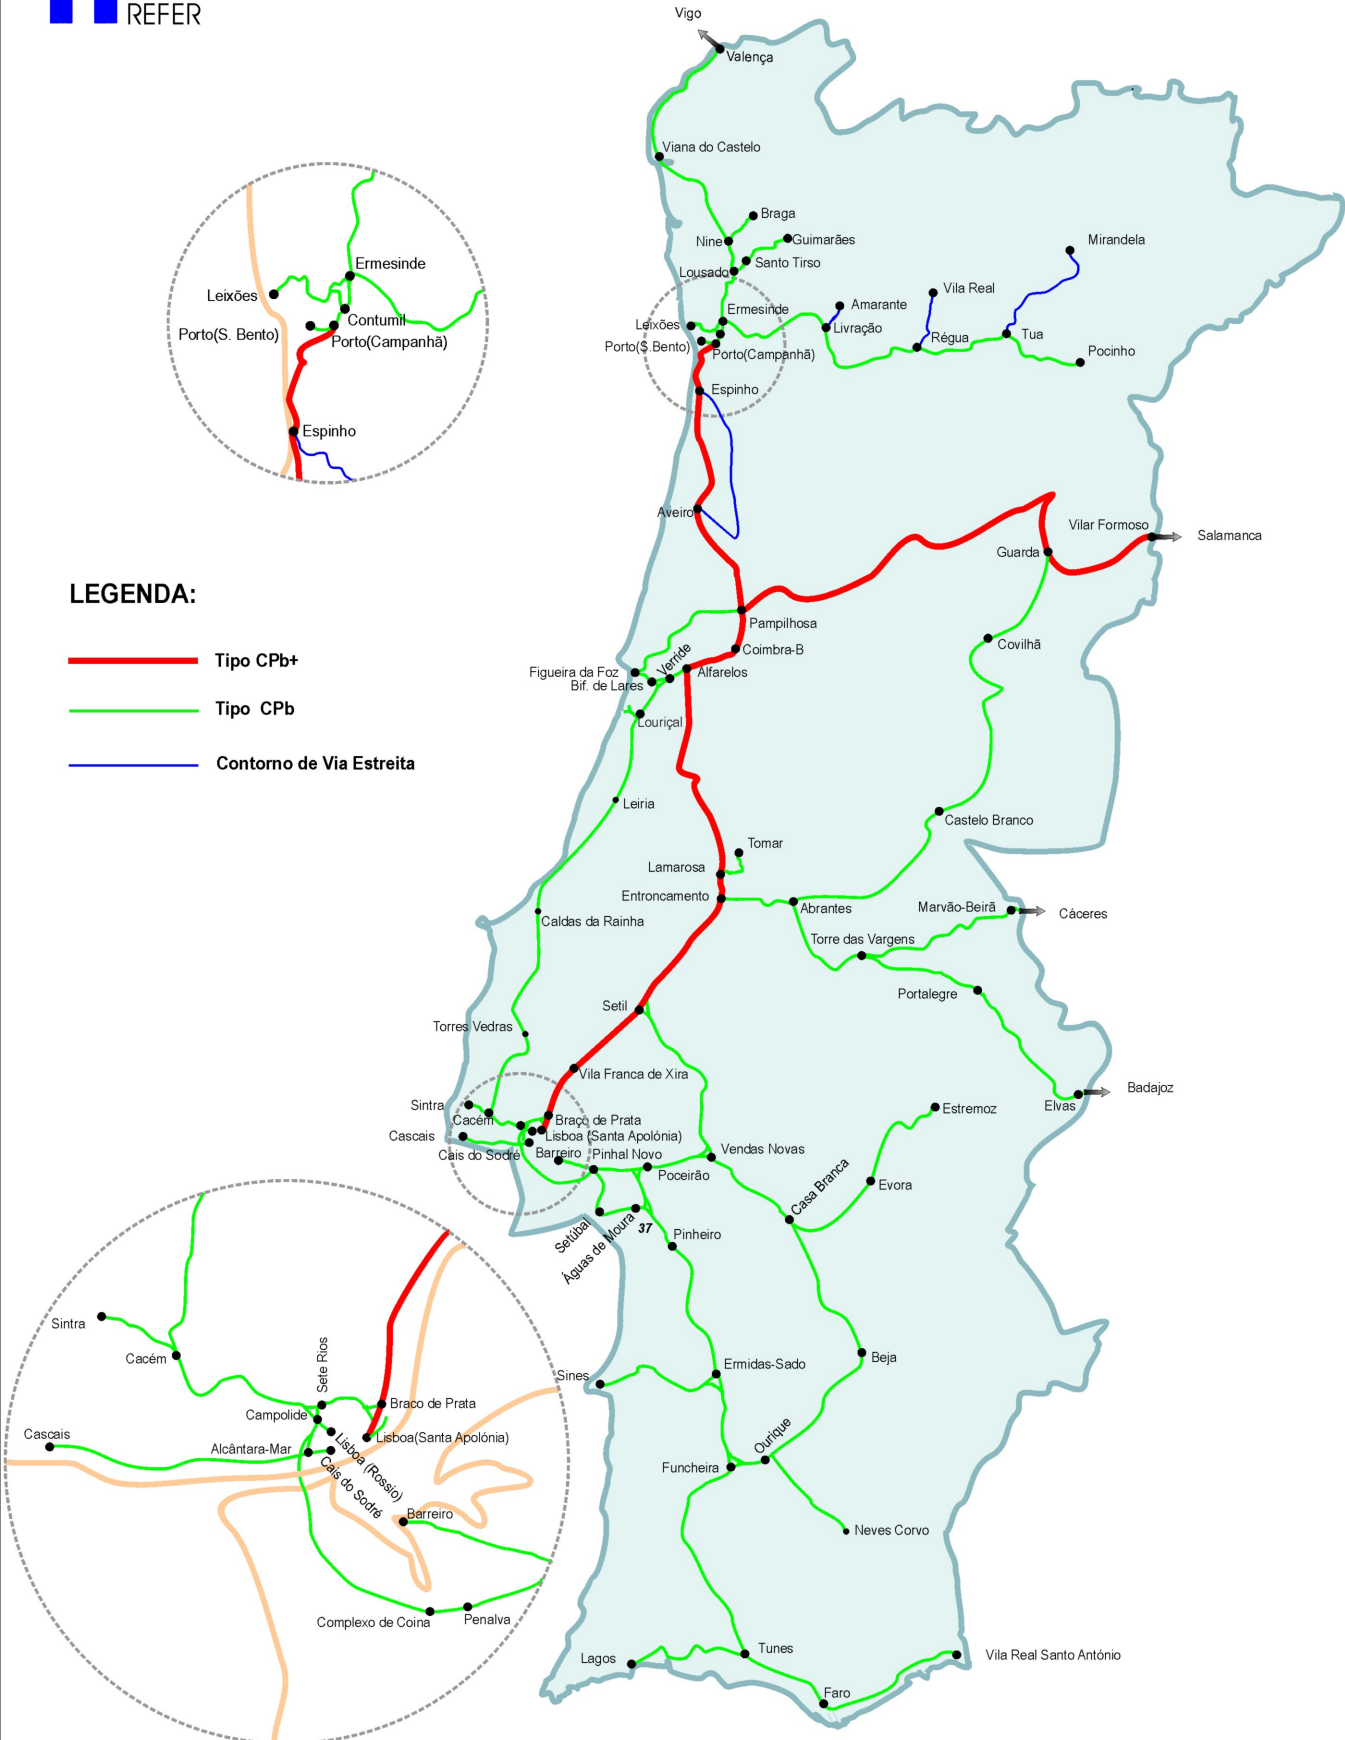 REFER
Vigo
Valença
Viana do Castelo
Braga
Nine
Guimarães
Santo Tirso
Lousado
Mirandela
Vila Real
Amarante
Ermesinde
Leixões
Livração
Régua
Tua
Porto(S.Bento)
Porto(Campanhã)
Pocinho
Espinho
Ermesinde
Leixões
Contumil
Porto(S. Bento)
Porto(Campanhã)
Espinho
Aveiro
Vilar Formoso
Salamanca
Guarda
LEGENDA:
Tipo CPb+
Tipo CPb
Contorno de Via Estreita
Pampilhosa
Coimbra-B
Covilhã
Verride
Figueira da Foz
Alfarelos
Bif. de Lares
Louriçal
Leiria
Castelo Branco
Tomar
Lamarosa
Entroncamento
Abrantes
Marvão-Beirã
Cáceres
Caldas da Rainha
Torre das Vargens
Portalegre
Setil
Torres Vedras
Vila Franca de Xira
Badajoz
Elvas
Sintra
Cacém
Braço de Prata
Estremoz
Cascais
Lisboa (Santa Apolónia)
Cais do Sodré
Barreiro
Pinhal Novo
Vendas Novas
Poceirão
Casa Branca
Evora
Setúbal
Águas de Moura
37
Pinheiro
Sines
Ermidas-Sado
Beja
Ourique
Funcheira
Neves Corvo
Lagos
Tunes
Vila Real Santo António
Faro
Sintra
Cacém
Sete Rios
Braco de Prata
Campolide
Cascais
Alcântara-Mar
Lisboa(Santa Apolónia)
Lisboa (Rossio)
Cais do Sodré
Barreiro
Complexo de Coina
Penalva